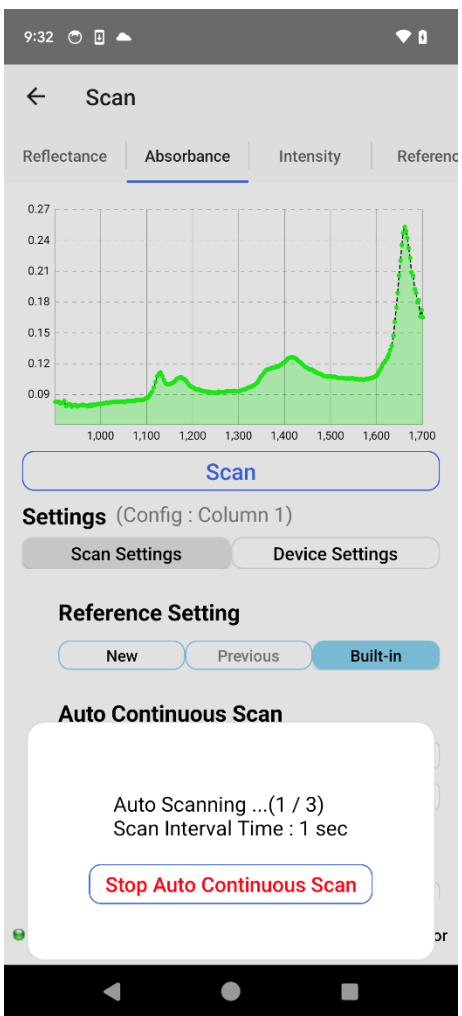 9:32
Scan
Reflectance Absorbance Intensity Referenc
0.27
0.24
0.21
0.18
0.15
0.12
0.09
1,000 1,100 1,200 1,300 1,400 1,500 1,600 1,700
Scan
Settings (Config : Column 1)
Scan Settings Device Settings
Reference Setting
New Previous Built-in
Auto Continuous Scan
Auto Scanning ...(1 / 3)
Scan Interval Time : 1 sec
Stop Auto Continuous Scan
or